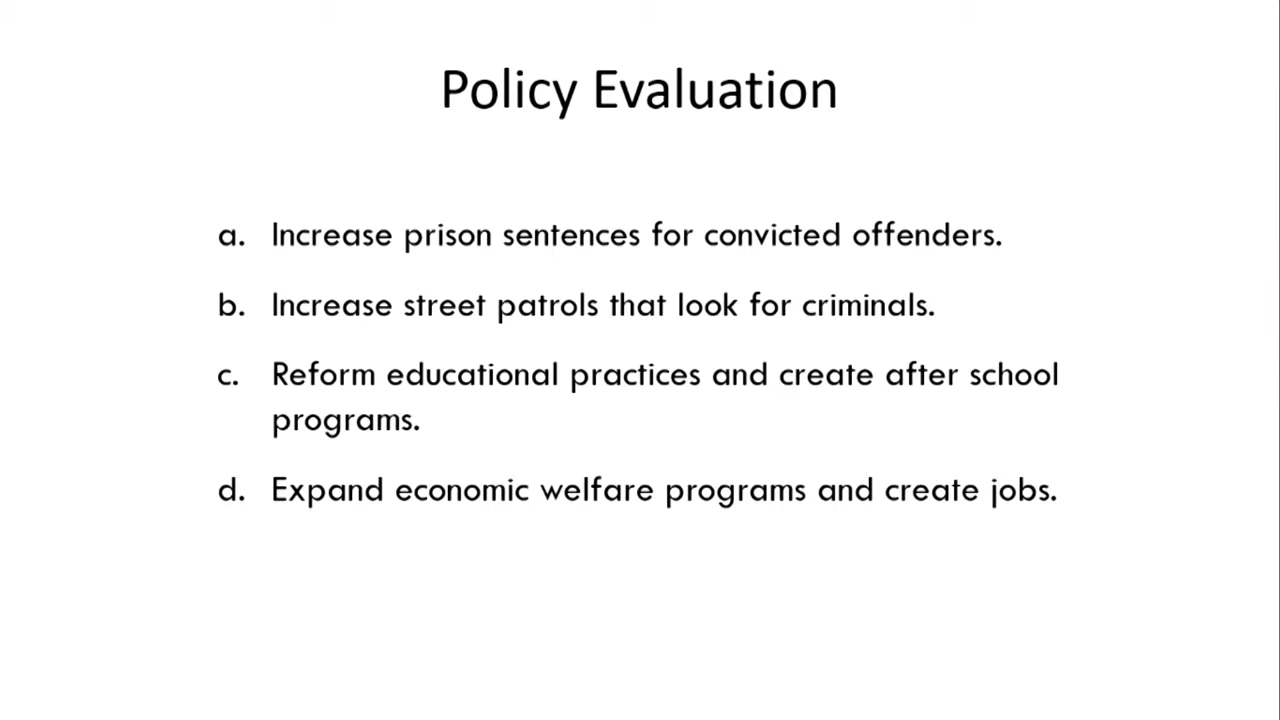 Policy Evaluation
a. Increase prison sentences for convicted offenders.
b. Increase street patrols that look for criminals.
c. Reform educational practices and create after school
programs.
d. Expand economic welfare programs and create jobs.